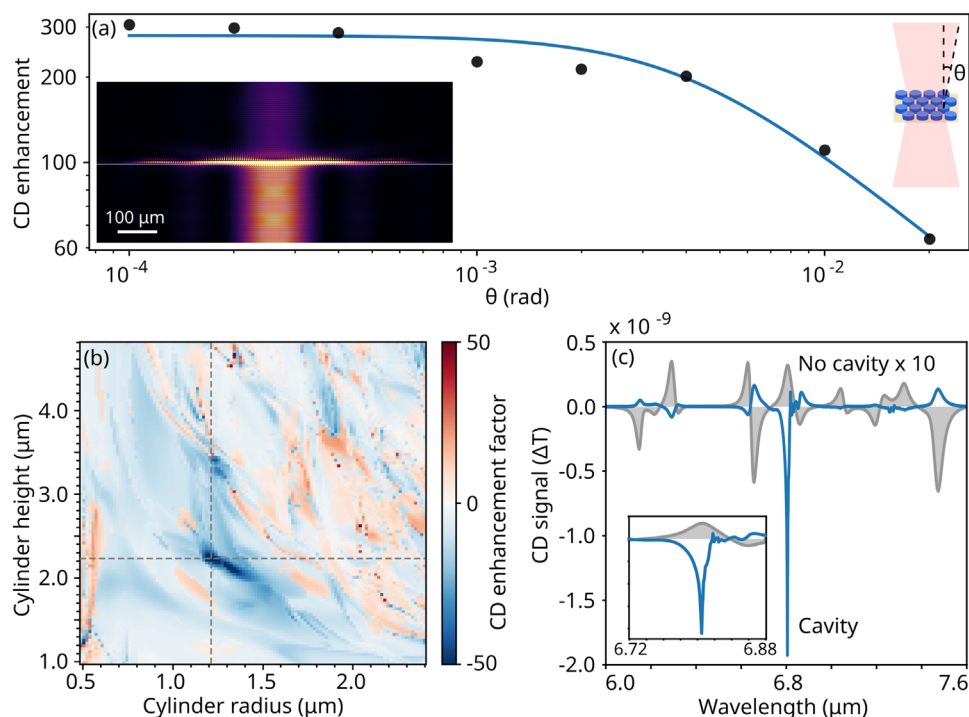 (a)
CD enhancement
300
200
100
60
100 μm
θ
10⁻⁴
10⁻³
10⁻²
θ (rad)
(b)
Cylinder height (μm)
4.0
3.0
2.0
1.0
0.5
1.0
1.5
2.0
Cylinder radius (μm)
50
0
-50
CD enhancement factor
x 10 ⁻⁹
(c)
No cavity x 10
CD signal (ΔT)
0.5
0.0
-0.5
-1.0
-1.5
-2.0
Cavity
6.72
6.88
6.0
6.8
7.6
Wavelength (μm)